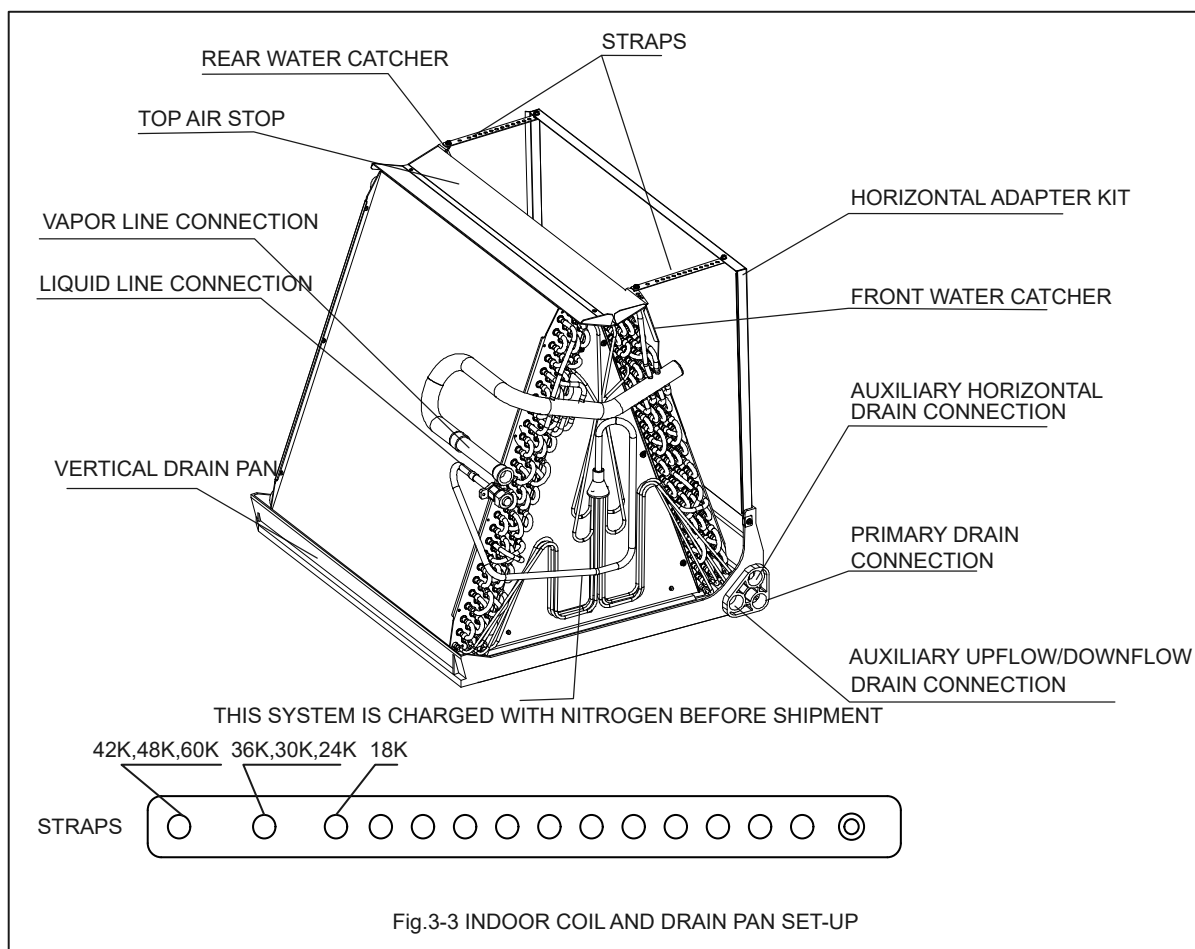 STRAPS
REAR WATER CATCHER
TOP AIR STOP
VAPOR LINE CONNECTION
HORIZONTAL ADAPTER KIT
LIQUID LINE CONNECTION
FRONT WATER CATCHER
AUXILIARY HORIZONTAL
DRAIN CONNECTION
VERTICAL DRAIN PAN
PRIMARY DRAIN
CONNECTION
AUXILIARY UPFLOW/DOWNFLOW
DRAIN CONNECTION
THIS SYSTEM IS CHARGED WITH NITROGEN BEFORE SHIPMENT
42K,48K,60K 36K,30K,24K 18K
STRAPS
Fig.3-3 INDOOR COIL AND DRAIN PAN SET-UP